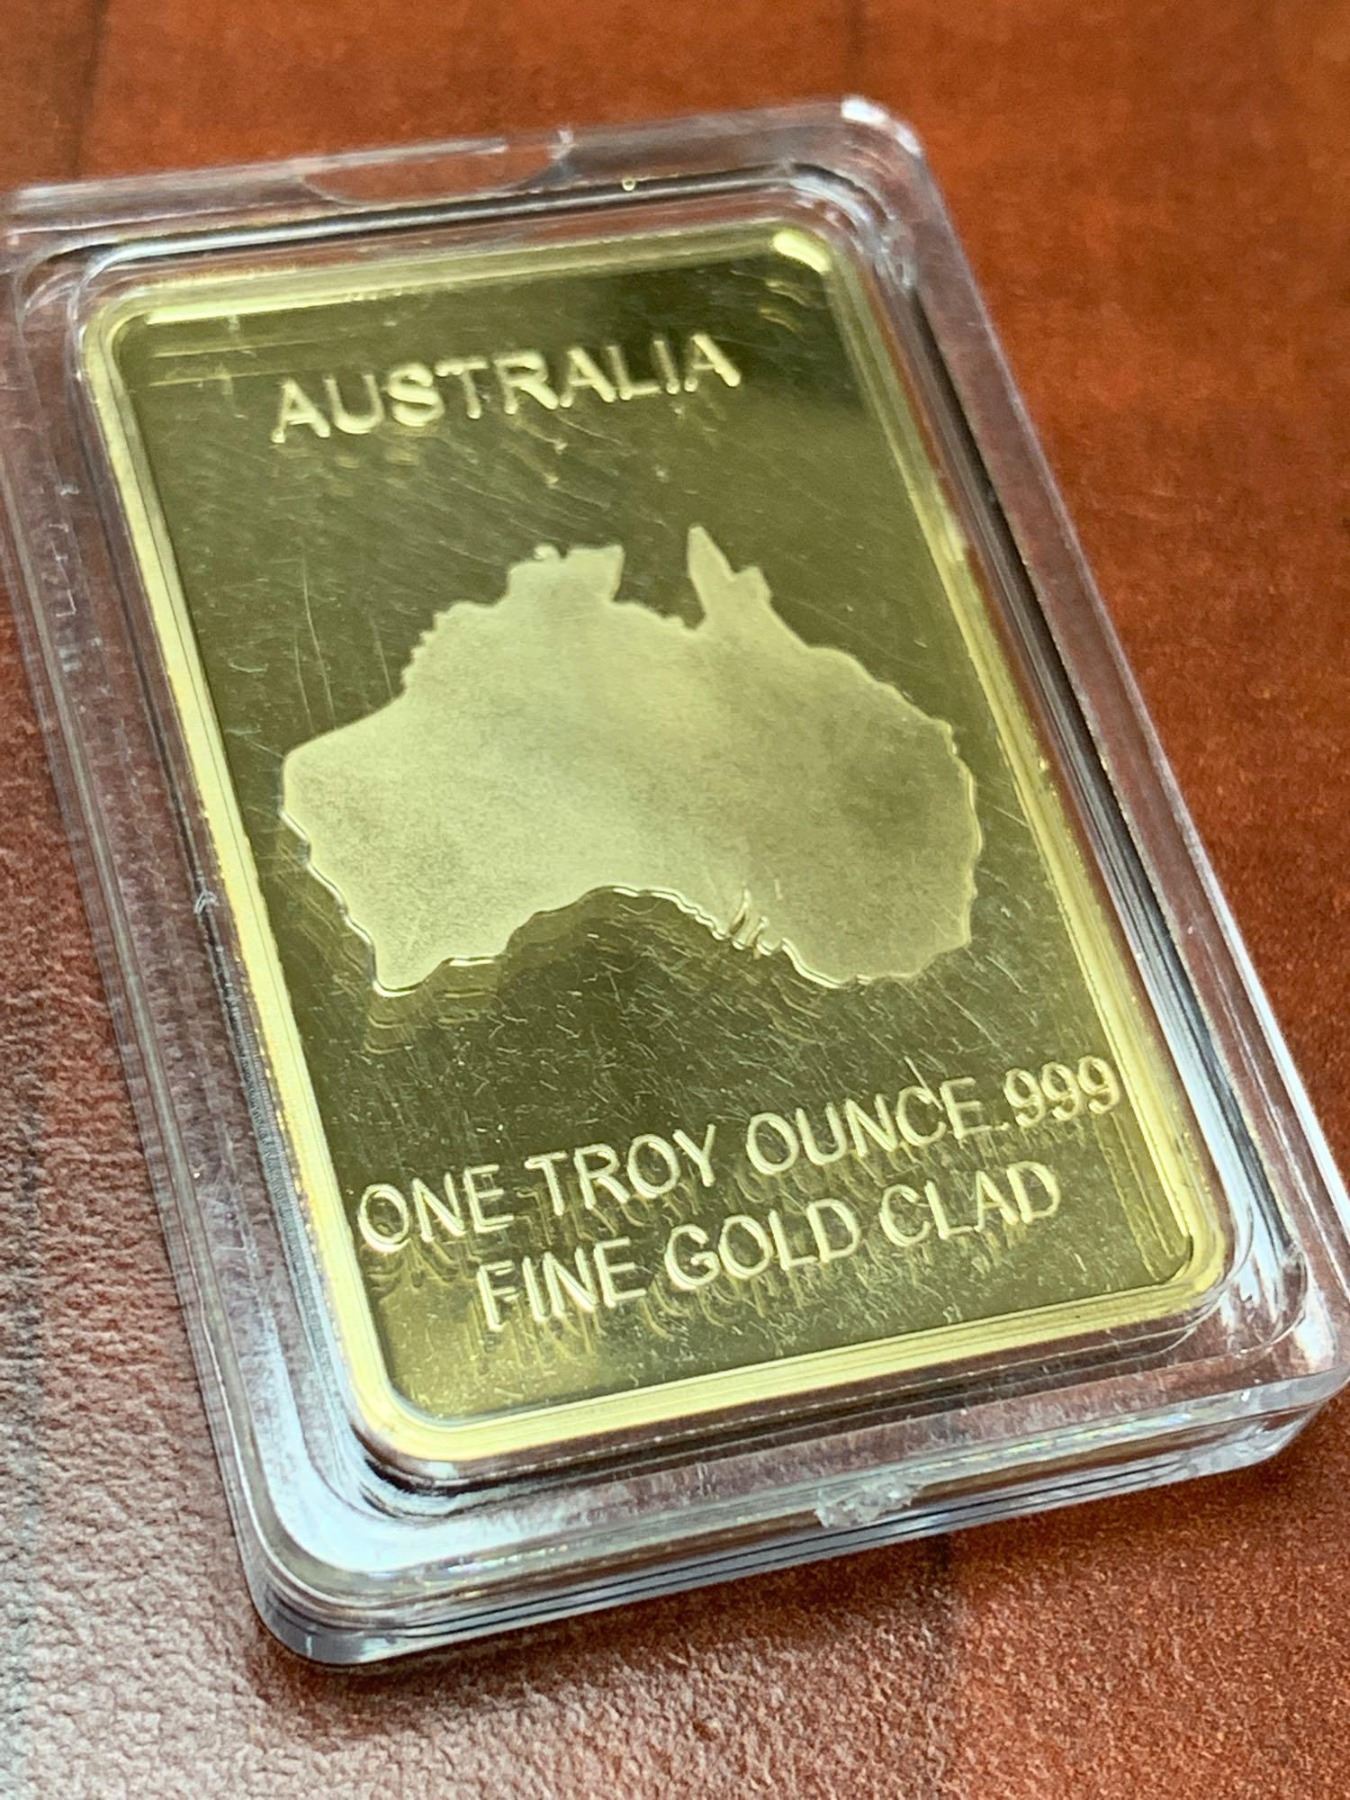 AUSTRALIA
ONE TROY OUNCE .999
FINE GOLD CLAD